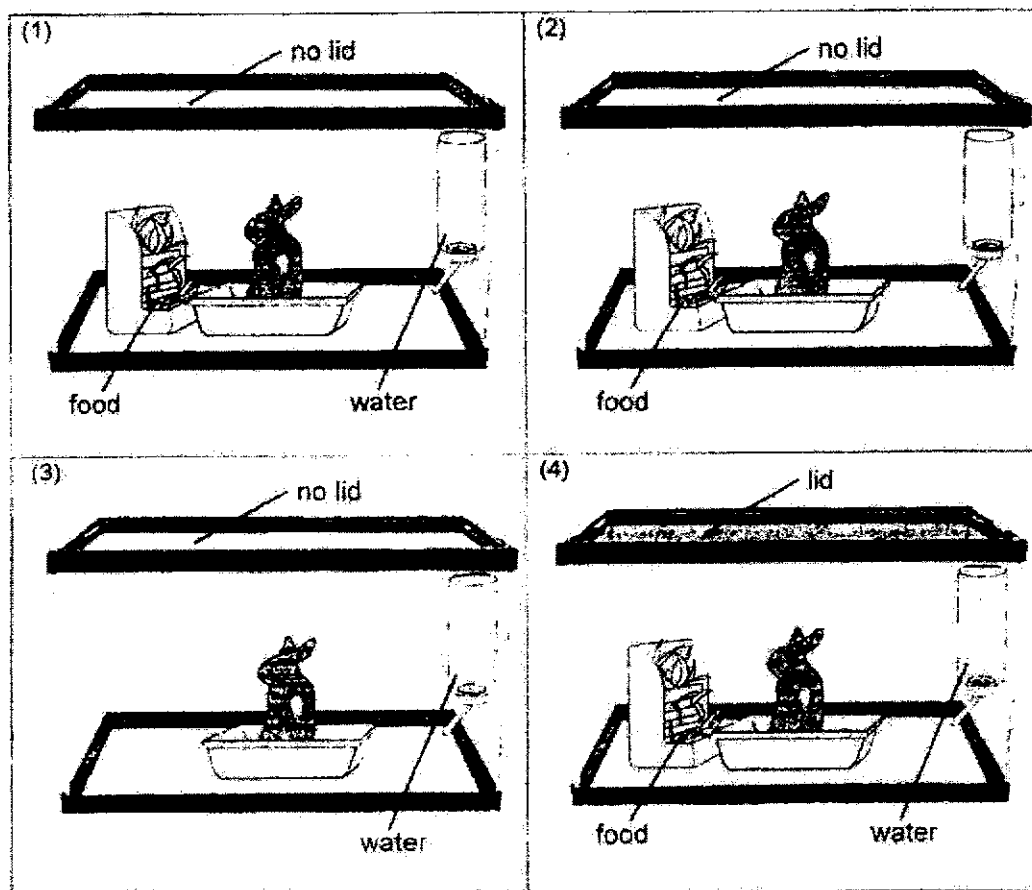 (1)
no lid
food
water
(2)
no lid
food
(3)
no lid
water
(4)
lid
food
water